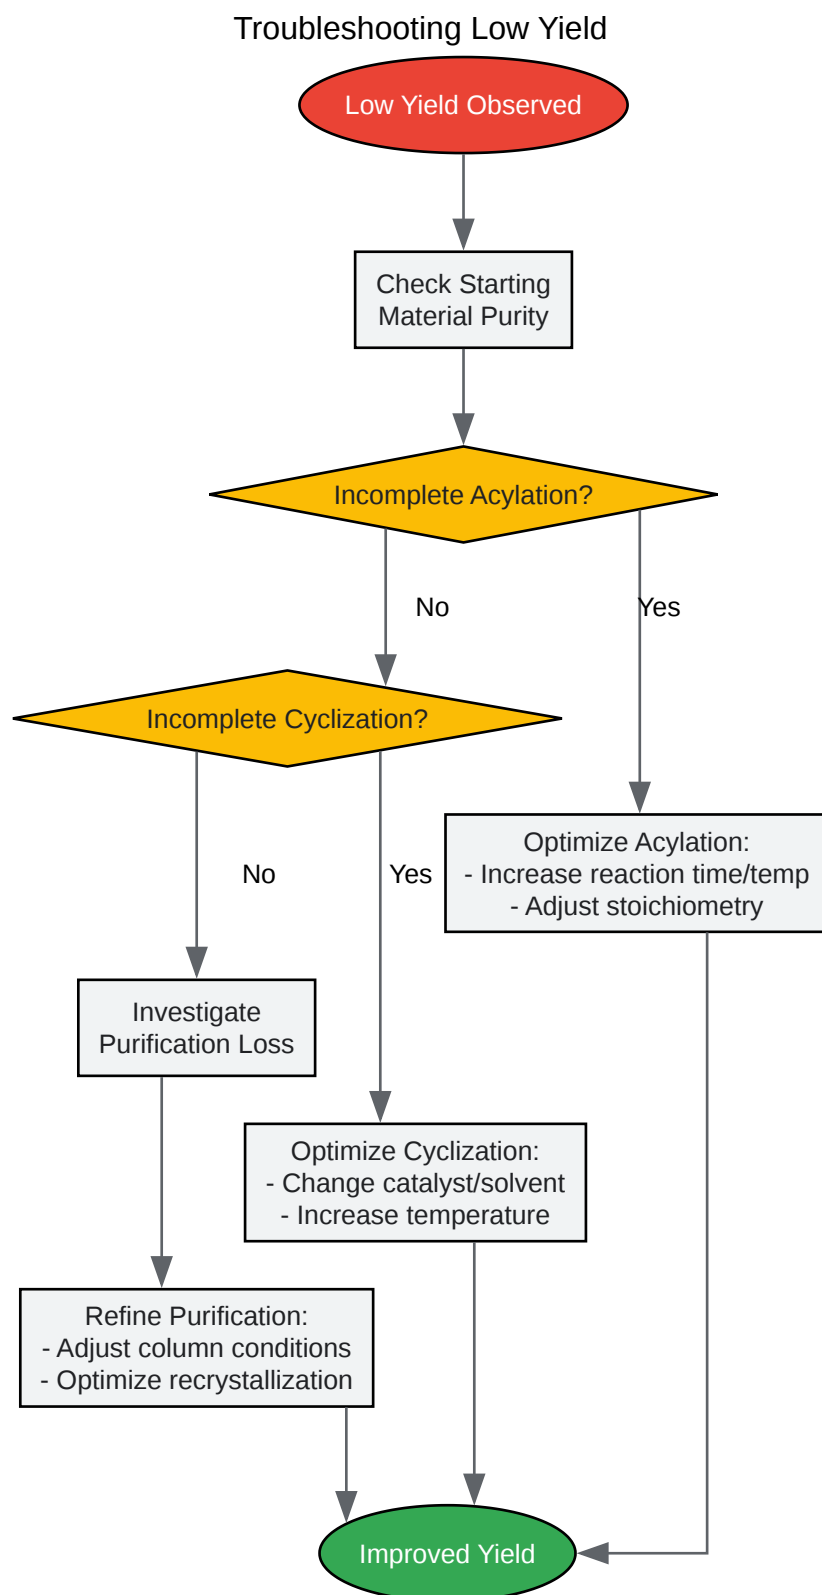 Troubleshooting Low Yield
Low Yield Observed
Check Starting
Material Purity
Incomplete Acylation?
No
Yes
Incomplete Cyclization?
Optimize Acylation:
- Increase reaction time/temp
- Adjust stoichiometry
No
Yes
Investigate
Purification Loss
Optimize Cyclization:
- Change catalyst/solvent
- Increase temperature
Refine Purification:
- Adjust column conditions
- Optimize recrystallization
Improved Yield